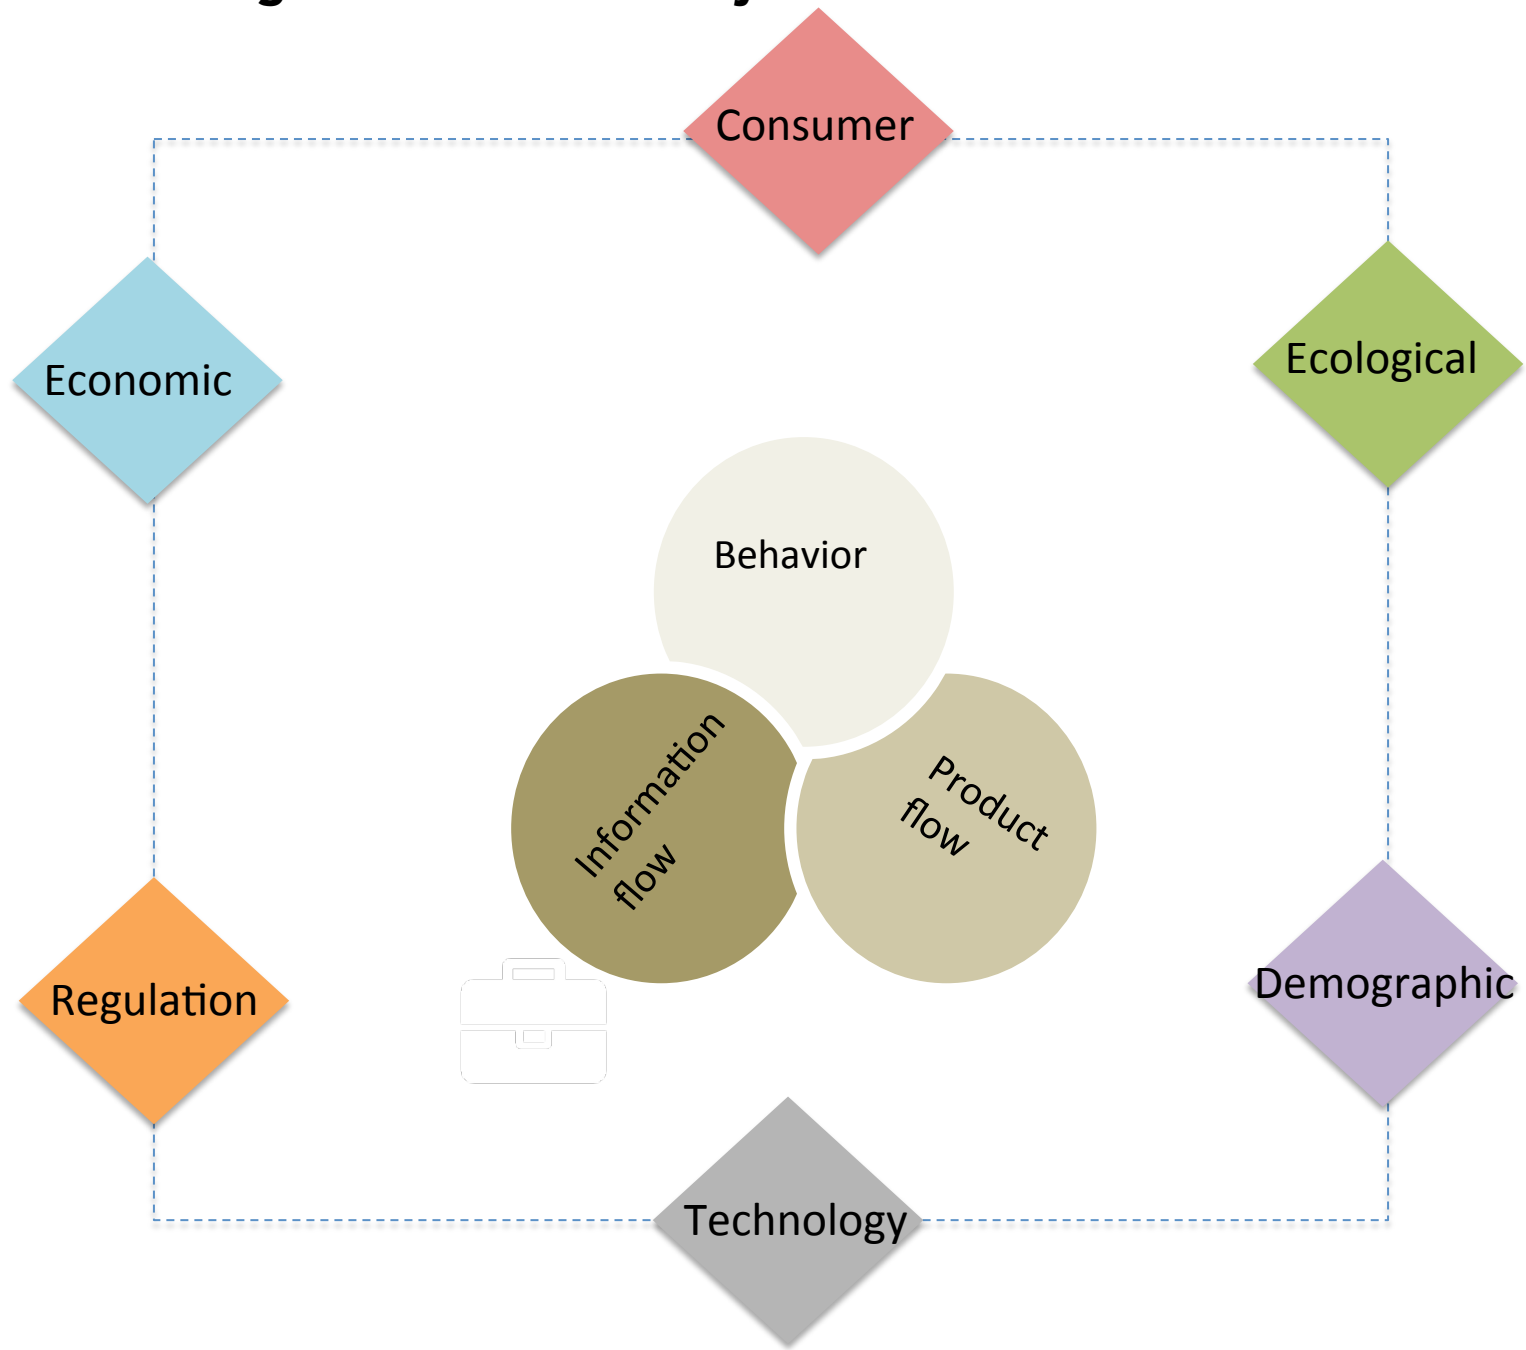 Consumer
Economic
Ecological
Behavior
Information
flow
Product
flow
Regulation
Demographic
Technology